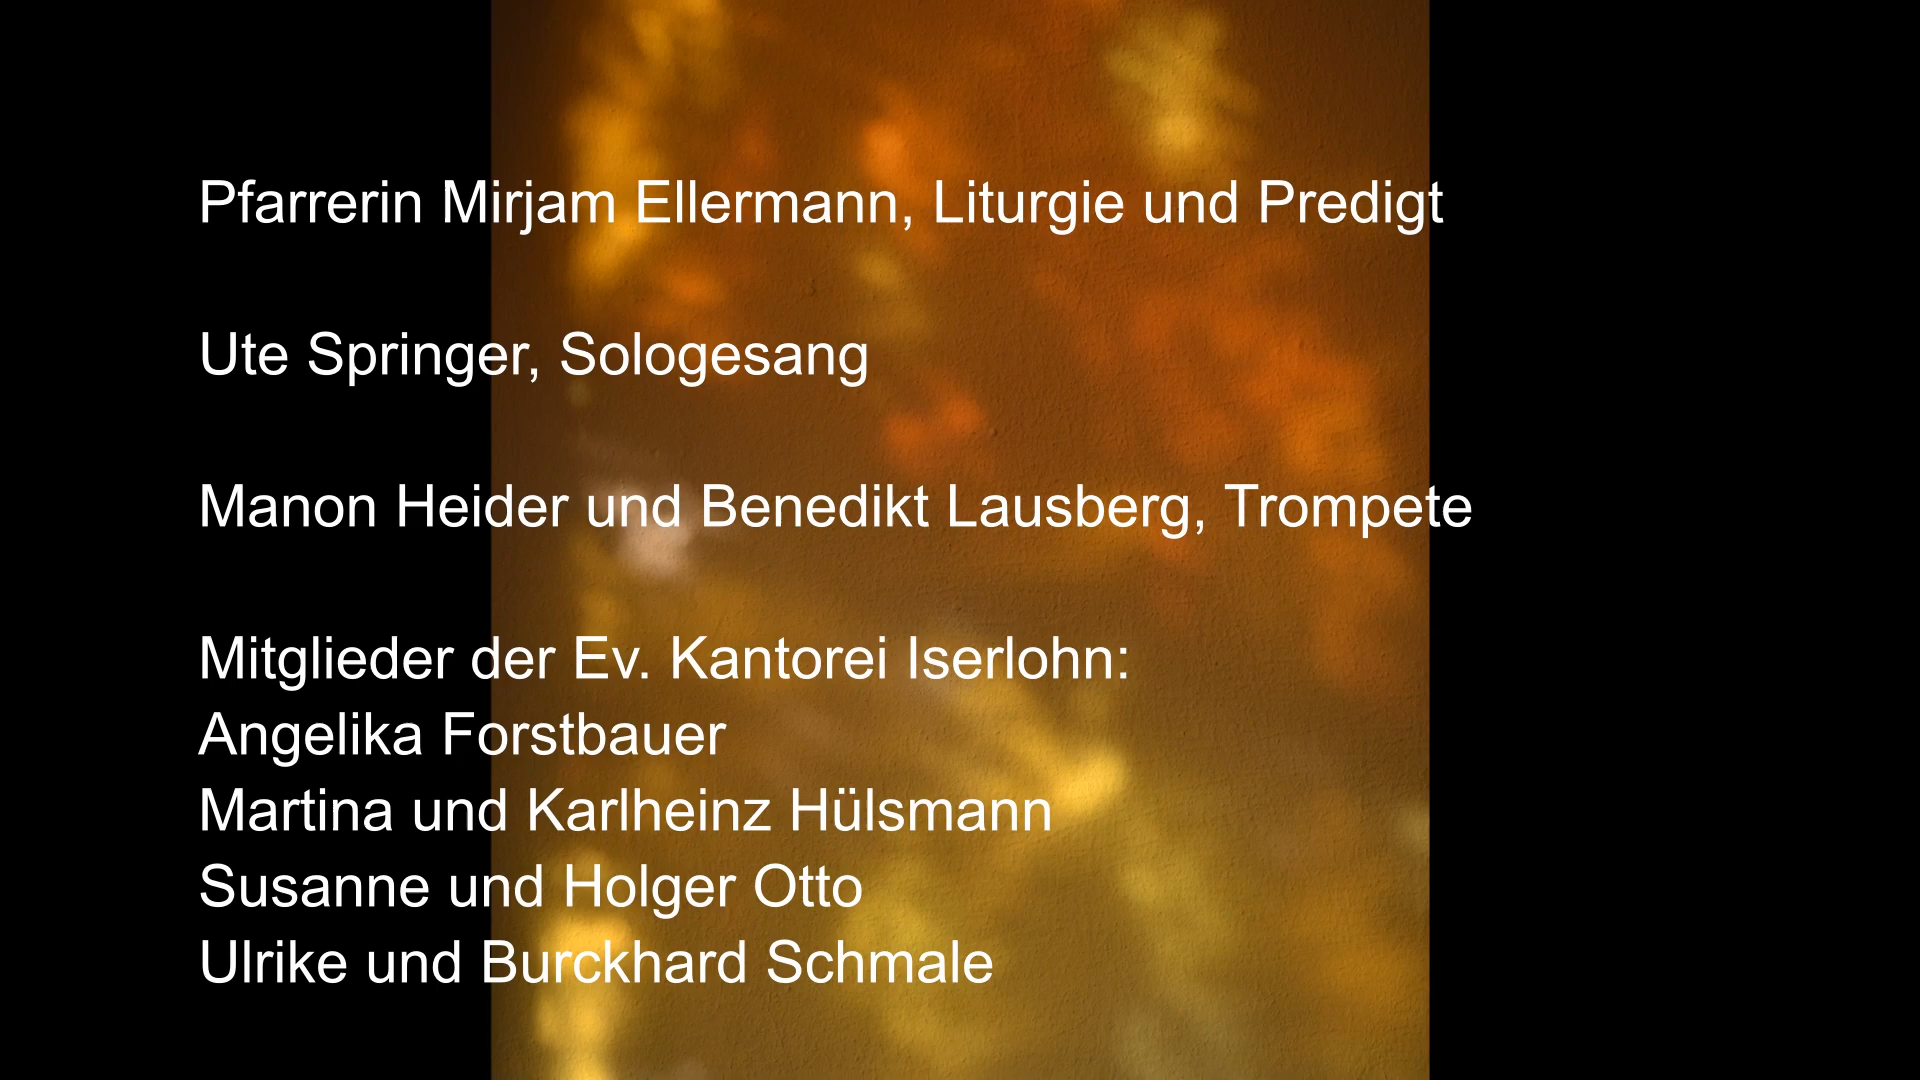 Pfarrerin Mirjam Ellermann, Liturgie und Predigt
Ute Springer, Sologesang
Manon Heider und Benedikt Lausberg, Trompete
Mitglieder der Ev. Kantorei Iserlohn:
Angelika Forstbauer
Martina und Karlheinz Hülsmann
Susanne und Holger Otto
Ulrike und Burckhard Schmale